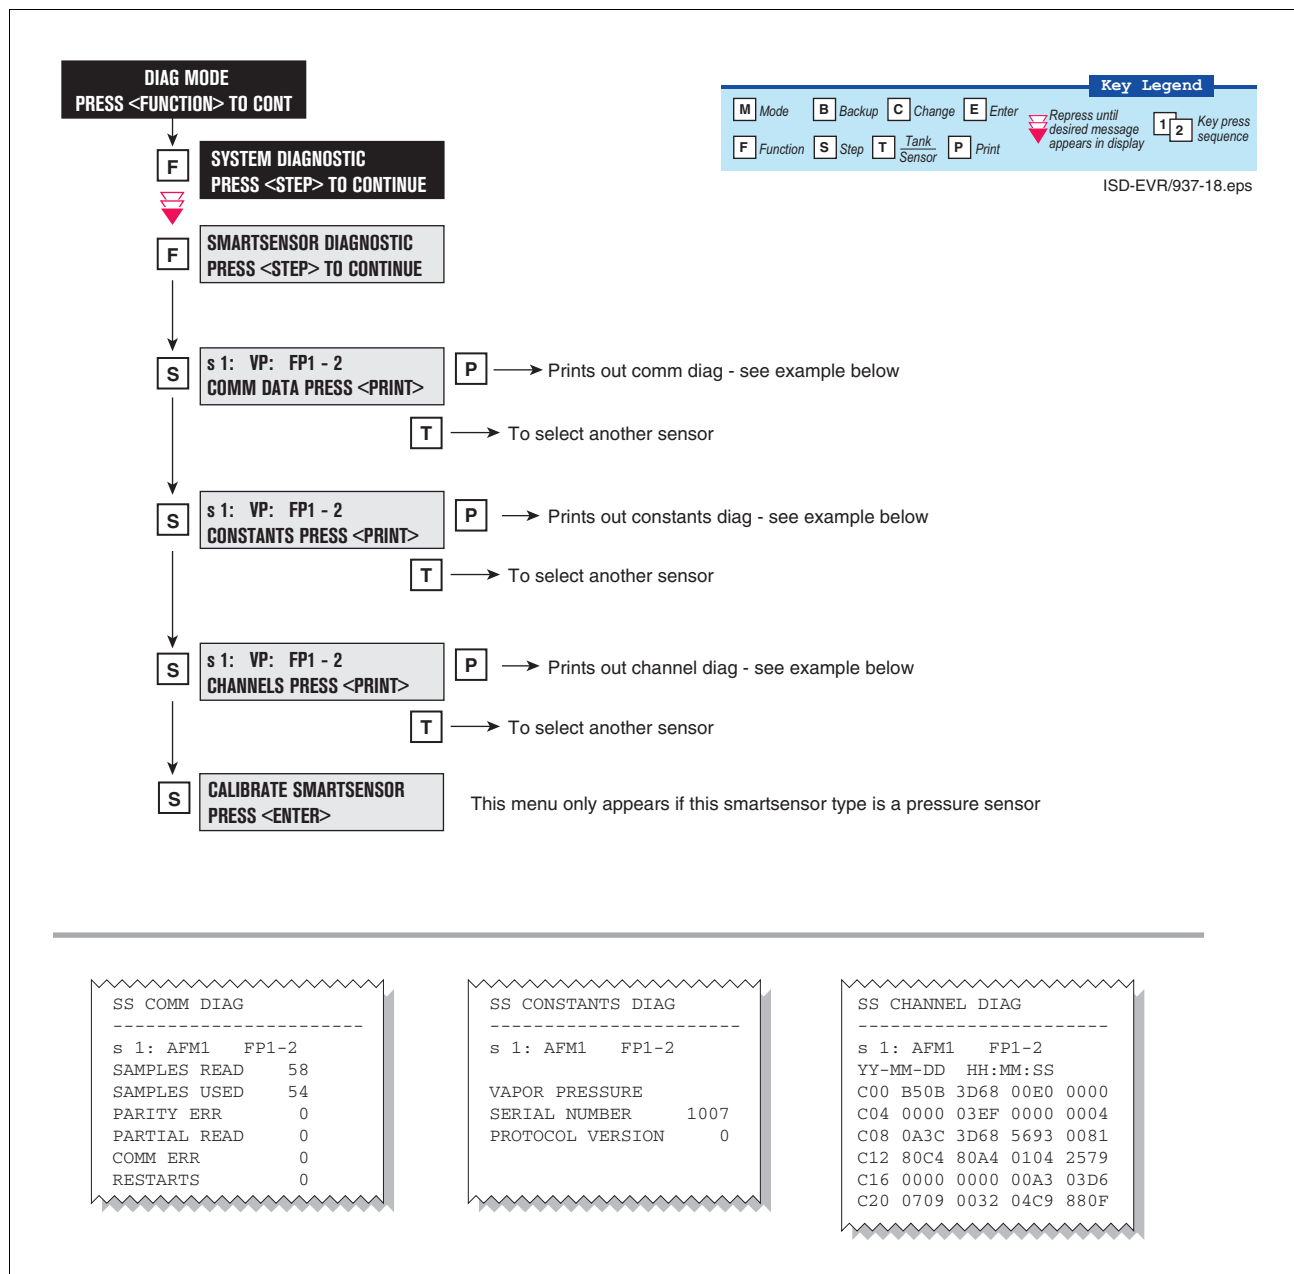 DIAG MODE
PRESS <FUNCTION> TO CONT
Key Legend
M Mode B Backup C Change E Enter
F Function S Step T Tank Sensor P Print
Repress until
desired message
appears in display
1 2 Key press
sequence
ISD-EVR/937-18.eps
F
SYSTEM DIAGNOSTIC
PRESS <STEP> TO CONTINUE
F
SMARTSENSOR DIAGNOSTIC
PRESS <STEP> TO CONTINUE
S
s 1: VP: FP1 - 2
COMM DATA PRESS <PRINT>
P Prints out comm diag - see example below
T To select another sensor
S
s 1: VP: FP1 - 2
CONSTANTS PRESS <PRINT>
P Prints out constants diag - see example below
T To select another sensor
S
s 1: VP: FP1 - 2
CHANNELS PRESS <PRINT>
P Prints out channel diag - see example below
T To select another sensor
S
CALIBRATE SMARTSENSOR
PRESS <ENTER>
This menu only appears if this smartsensor type is a pressure sensor
SS COMM DIAG
-----------------------
s 1: AFM1 FP1-2
SAMPLES READ 58
SAMPLES USED 54
PARITY ERR 0
PARTIAL READ 0
COMM ERR 0
RESTARTS 0
SS CONSTANTS DIAG
-----------------------
s 1: AFM1 FP1-2
VAPOR PRESSURE
SERIAL NUMBER 1007
PROTOCOL VERSION 0
SS CHANNEL DIAG
-----------------------
s 1: AFM1 FP1-2
YY-MM-DD HH:MM:SS
C00 B50B 3D68 00E0 0000
C04 0000 03EF 0000 0004
C08 0A3C 3D68 5693 0081
C12 80C4 80A4 0104 2579
C16 0000 0000 00A3 03D6
C20 0709 0032 04C9 880F